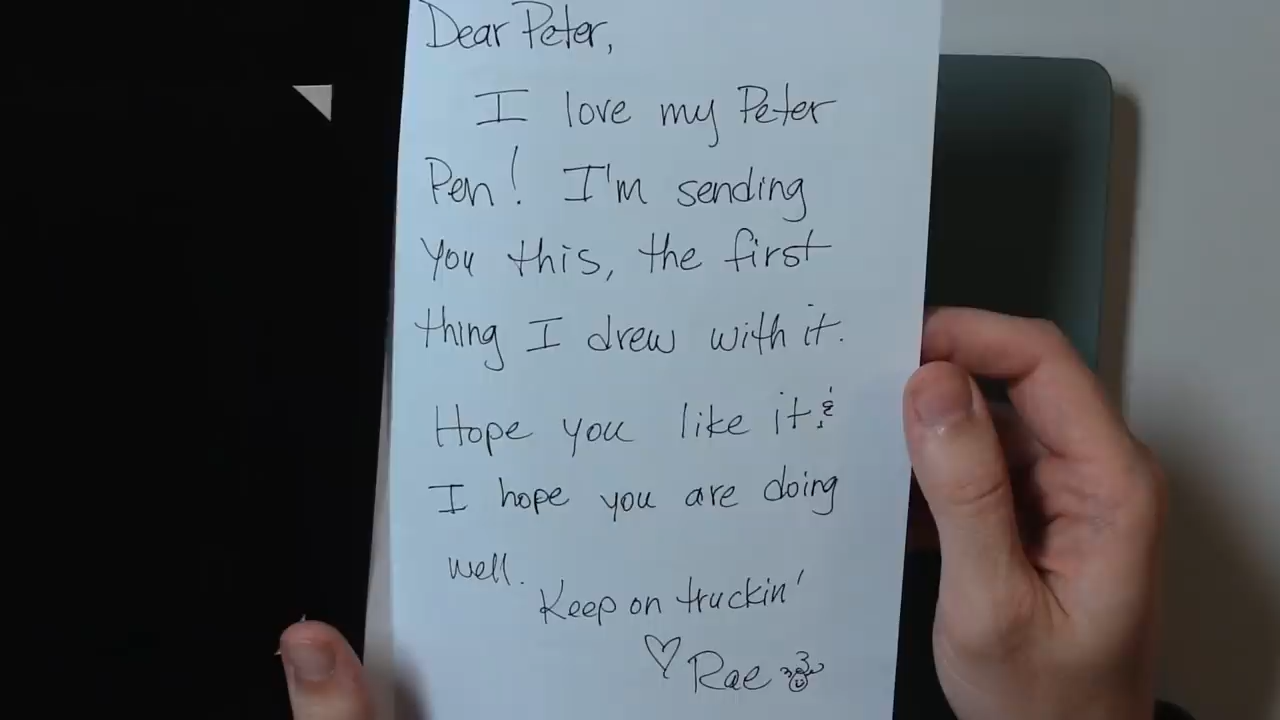 Dear Peter,
I love my Peter
Pen! I'm sending
you this, the first
thing I drew with it.
Hope you like it &
I hope you are doing
well.
Keep on truckin'
♡ Rae